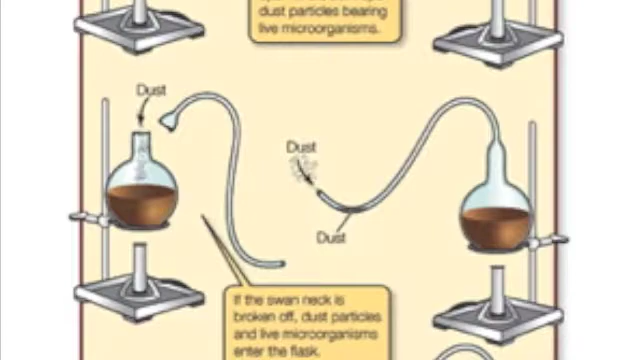 dust particles bearing
live microorganisms.
Dust
Dust
Dust
If the swan neck is
broken off, dust particles
and live microorganisms
enter the flask.